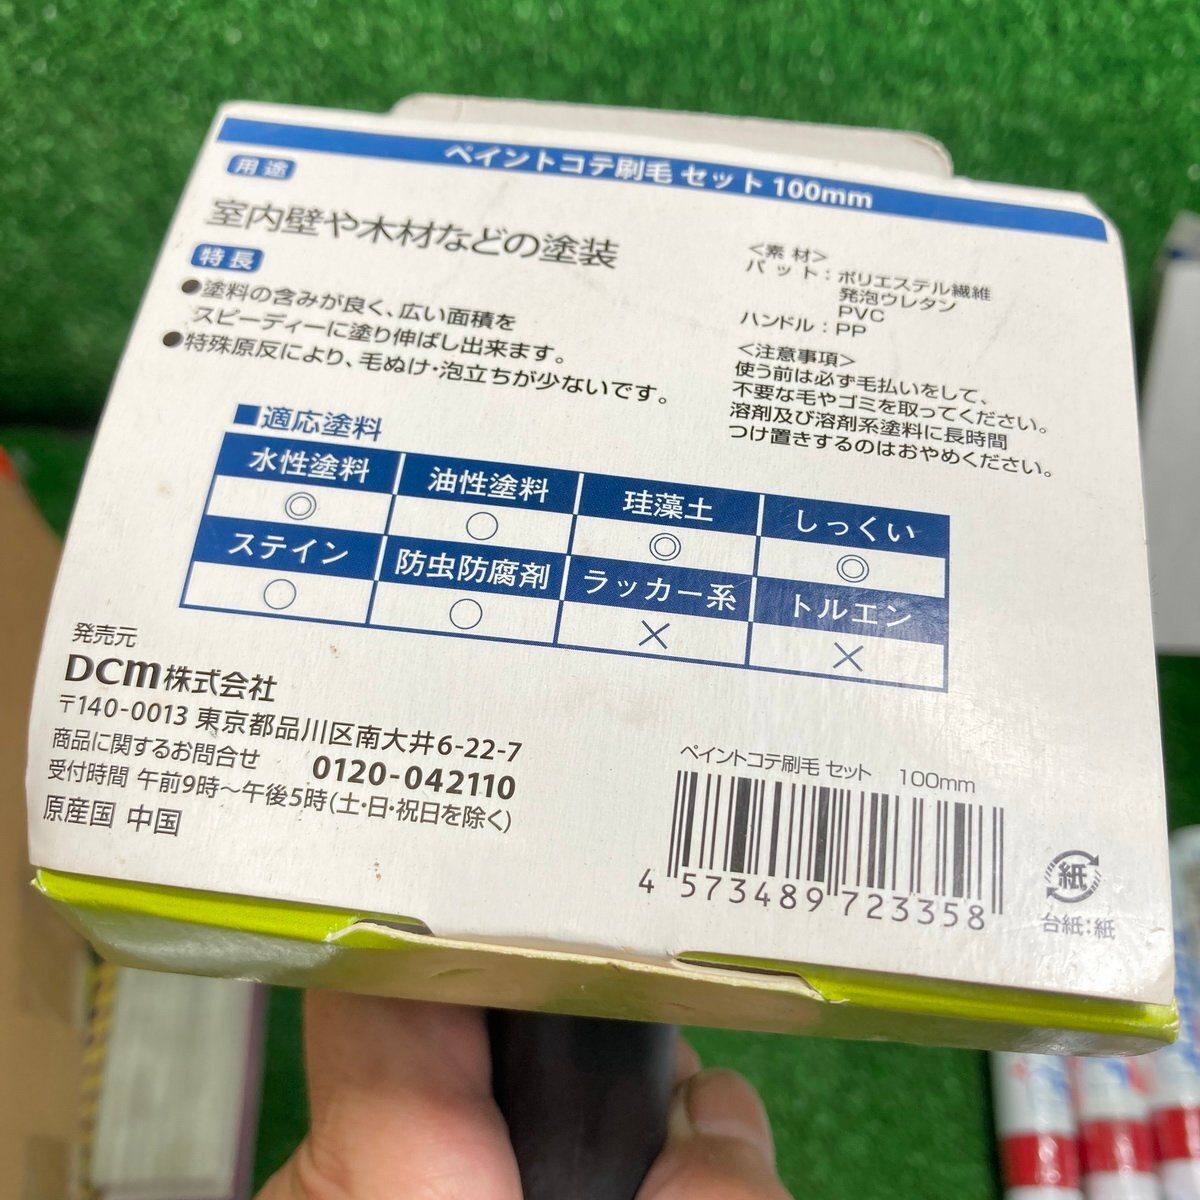 ペイントコテ刷毛 セット 100mm
用途
室内壁や木材などの塗装
特長
●塗料の含みが良く、広い面積を
スピーディーに塗り伸ばし出来ます。
●特殊原反により、毛ぬけ・泡立ちが少ないです。
<素 材>
パット：ポリエステル繊維
発泡ウレタン
PVC
ハンドル：PP
<注意事項>
使う前は必ず毛払いをして、
不要な毛やゴミを取ってください。
溶剤及び溶剤系塗料に長時間
つけ置きするのはおやめください。
■適応塗料
水性塗料 油性塗料 珪藻土 しっくい
◎ ○ ◎ ◎
ステイン 防虫防腐剤 ラッカー系 トルエン
○ ○ × ×
発売元
DCM株式会社
〒140-0013 東京都品川区南大井6-22-7
商品に関するお問合せ 0120-042110
受付時間 午前9時～午後5時(土・日・祝日を除く)
原産国 中国
ペイントコテ刷毛 セット 100mm
4 573489 723358
紙
台紙：紙